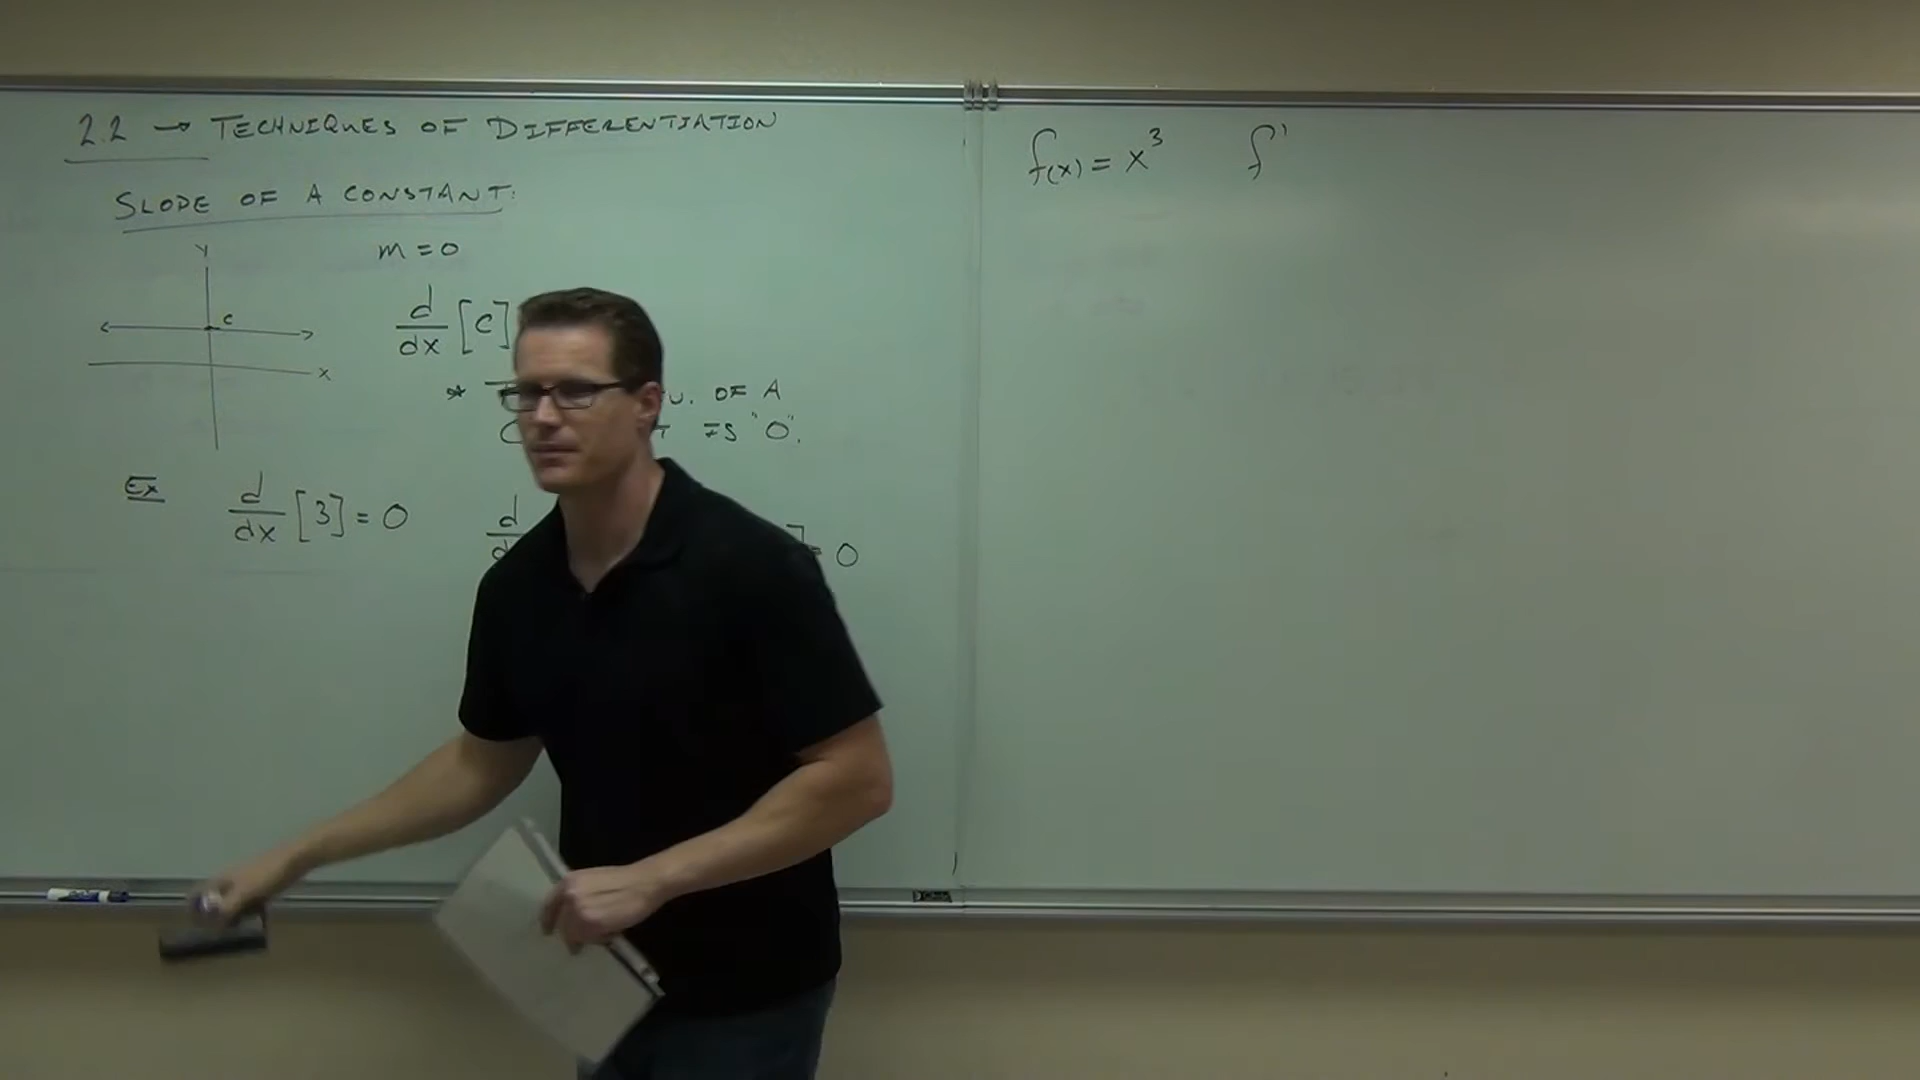 2.2 → TECHNIQUES OF DIFFERENTIATION
SLOPE OF A CONSTANT:
y
m = 0
c
x
d/dx [c]
* OF A
IS "0".
Ex d/dx [3] = 0 d ] = 0
f(x) = x³ f'